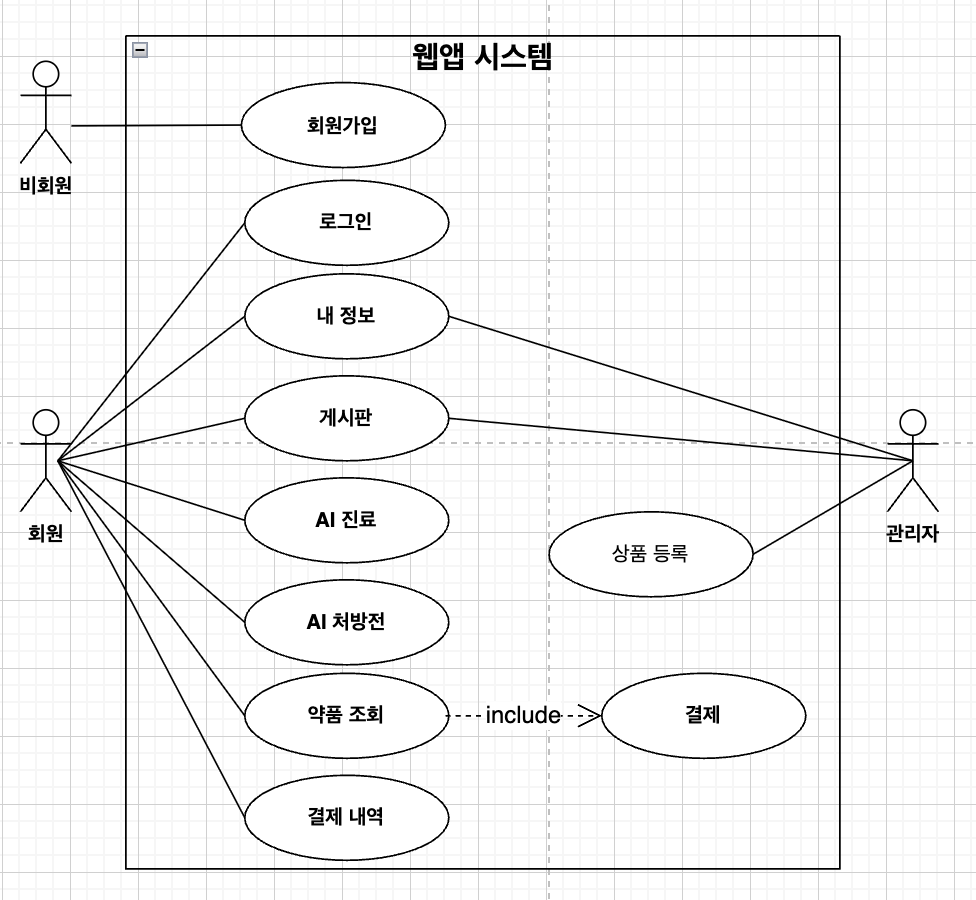 웹앱 시스템
비회원
회원가입
로그인
내 정보
게시판
회원
관리자
AI 진료
상품 등록
AI 처방전
약품 조회
include
결제
결제 내역